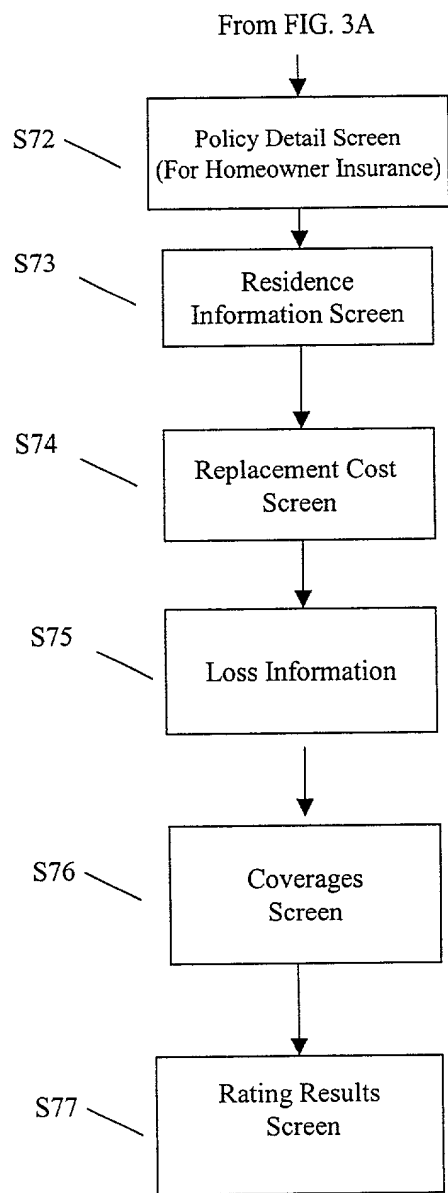 From FIG. 3A
S72
Policy Detail Screen
(For Homeowner Insurance)
S73
Residence
Information Screen
S74
Replacement Cost
Screen
S75
Loss Information
S76
Coverages
Screen
S77
Rating Results
Screen